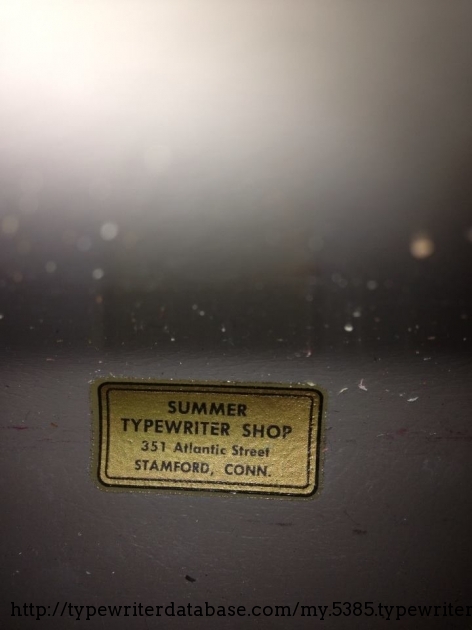 SUMMER
TYPEWRITER SHOP
351 Atlantic Street
STAMFORD, CONN.
http://typewriterdatabase.com/my.5385.typewriter